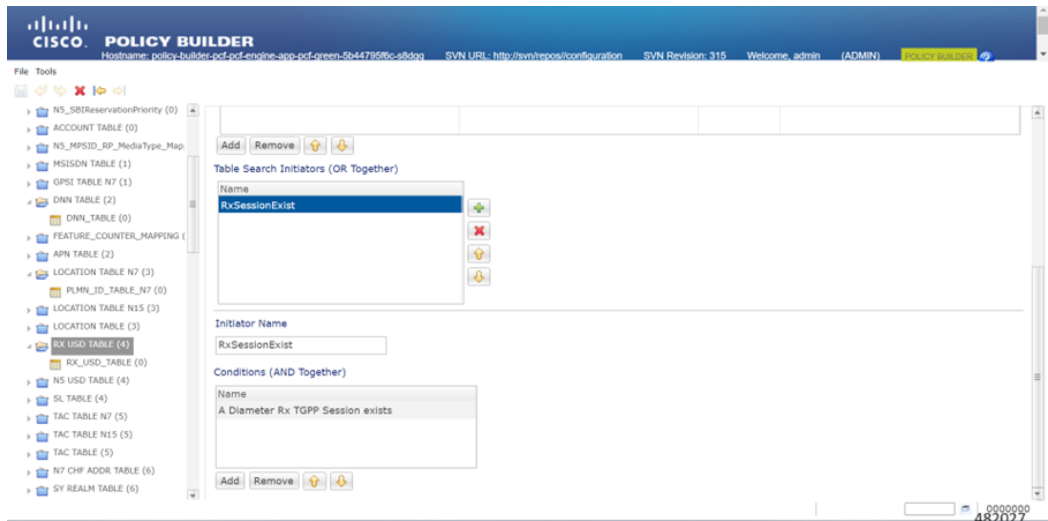 CISCO. POLICY BUILDER
Hostname: policy-builder-pcf-pcf-engine-app-pcf-green-5b44795f6c-s8dgg SVN URL: http://svn/repos//configuration SVN Revision: 315 Welcome, admin (ADMIN) POLICY BUILDER
File Tools
N5_SBIReservationPriority (0)
ACCOUNT TABLE (0)
N5_MPSID_RP_MediaType_Map
MSISDN TABLE (1)
GPSI TABLE N7 (1)
DNN TABLE (2)
DNN_TABLE (0)
FEATURE_COUNTER_MAPPING (
APN TABLE (2)
LOCATION TABLE N7 (3)
PLMN_ID_TABLE_N7 (0)
LOCATION TABLE N15 (3)
LOCATION TABLE (3)
RX USD TABLE (4)
RX_USD_TABLE (0)
N5 USD TABLE (4)
SL TABLE (4)
TAC TABLE N7 (5)
TAC TABLE N15 (5)
TAC TABLE (5)
N7 CHF ADDR TABLE (6)
SY REALM TABLE (6)
Add Remove
Table Search Initiators (OR Together)
Name
RxSessionExist
Initiator Name
RxSessionExist
Conditions (AND Together)
Name
A Diameter Rx TGPP Session exists
Add Remove
0000000
482027